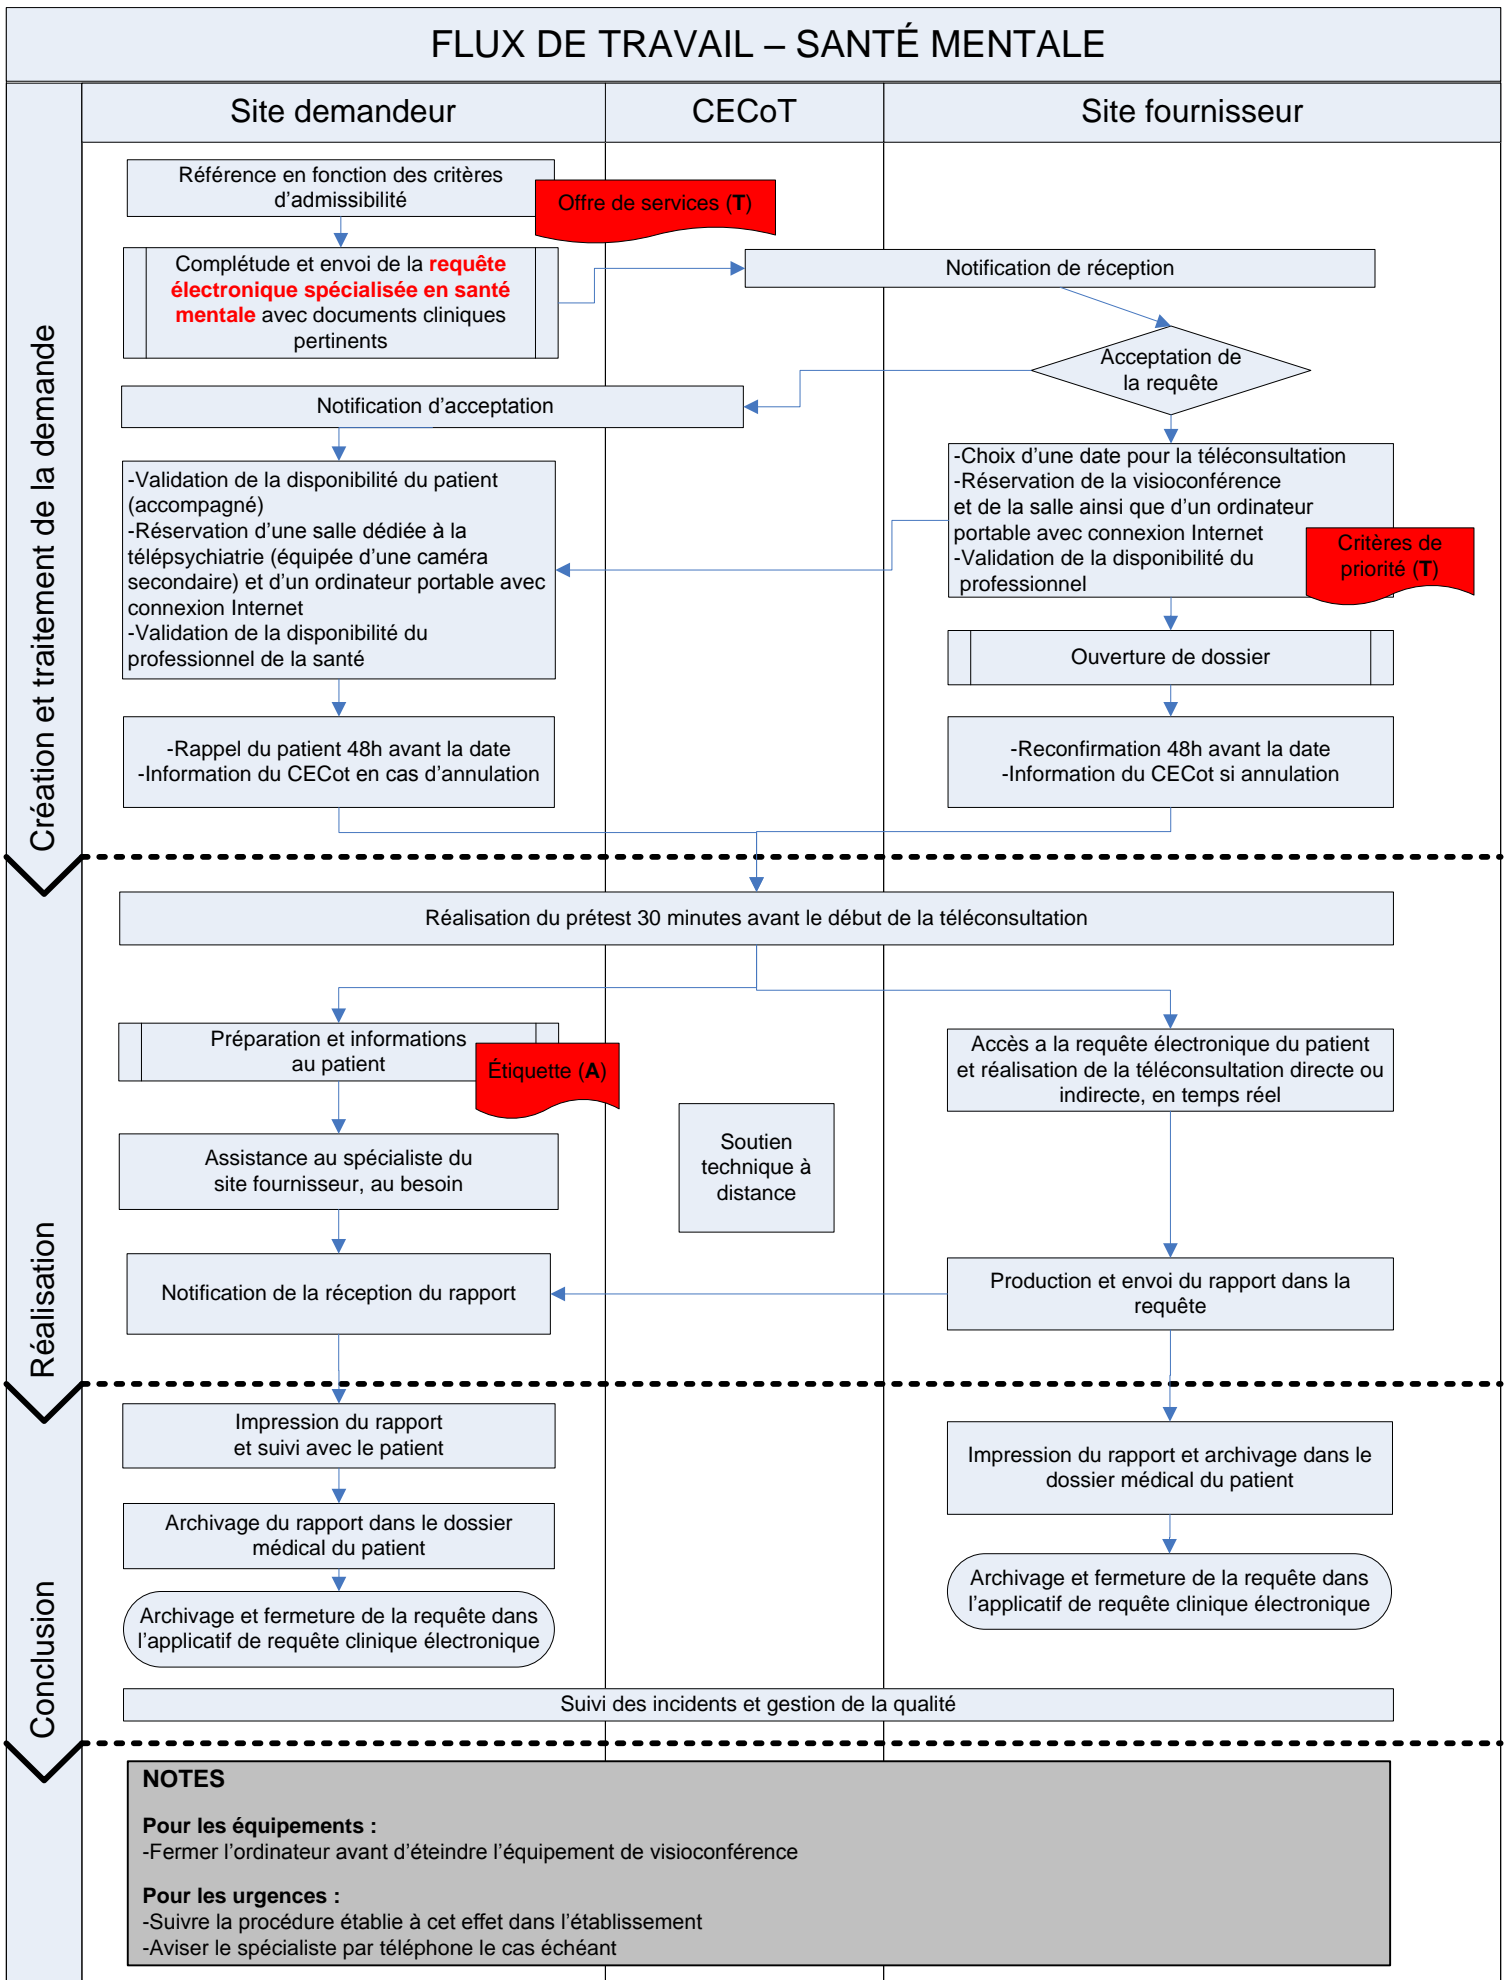 FLUX DE TRAVAIL – SANTÉ MENTALE
Site demandeur
CECoT
Site fournisseur
Création et traitement de la demande
Référence en fonction des critères
d’admissibilité
Offre de services (T)
Complétude et envoi de la requête
électronique spécialisée en santé
mentale avec documents cliniques
pertinents
Notification de réception
Acceptation de
la requête
Notification d’acceptation
-Validation de la disponibilité du patient
(accompagné)
-Réservation d’une salle dédiée à la
télépsychiatrie (équipée d’une caméra
secondaire) et d’un ordinateur portable avec
connexion Internet
-Validation de la disponibilité du
professionnel de la santé
-Choix d’une date pour la téléconsultation
-Réservation de la visioconférence
et de la salle ainsi que d’un ordinateur
portable avec connexion Internet
-Validation de la disponibilité du
professionnel
Critères de
priorité (T)
Ouverture de dossier
-Rappel du patient 48h avant la date
-Information du CECot en cas d’annulation
-Reconfirmation 48h avant la date
-Information du CECot si annulation
Réalisation
Réalisation du prétest 30 minutes avant le début de la téléconsultation
Préparation et informations
au patient
Étiquette (A)
Accès a la requête électronique du patient
et réalisation de la téléconsultation directe ou
indirecte, en temps réel
Soutien
technique à
distance
Assistance au spécialiste du
site fournisseur, au besoin
Notification de la réception du rapport
Production et envoi du rapport dans la
requête
Conclusion
Impression du rapport
et suivi avec le patient
Impression du rapport et archivage dans le
dossier médical du patient
Archivage du rapport dans le dossier
médical du patient
Archivage et fermeture de la requête dans
l’applicatif de requête clinique électronique
Archivage et fermeture de la requête dans
l’applicatif de requête clinique électronique
Suivi des incidents et gestion de la qualité
NOTES
Pour les équipements :
-Fermer l’ordinateur avant d’éteindre l’équipement de visioconférence
Pour les urgences :
-Suivre la procédure établie à cet effet dans l’établissement
-Aviser le spécialiste par téléphone le cas échéant